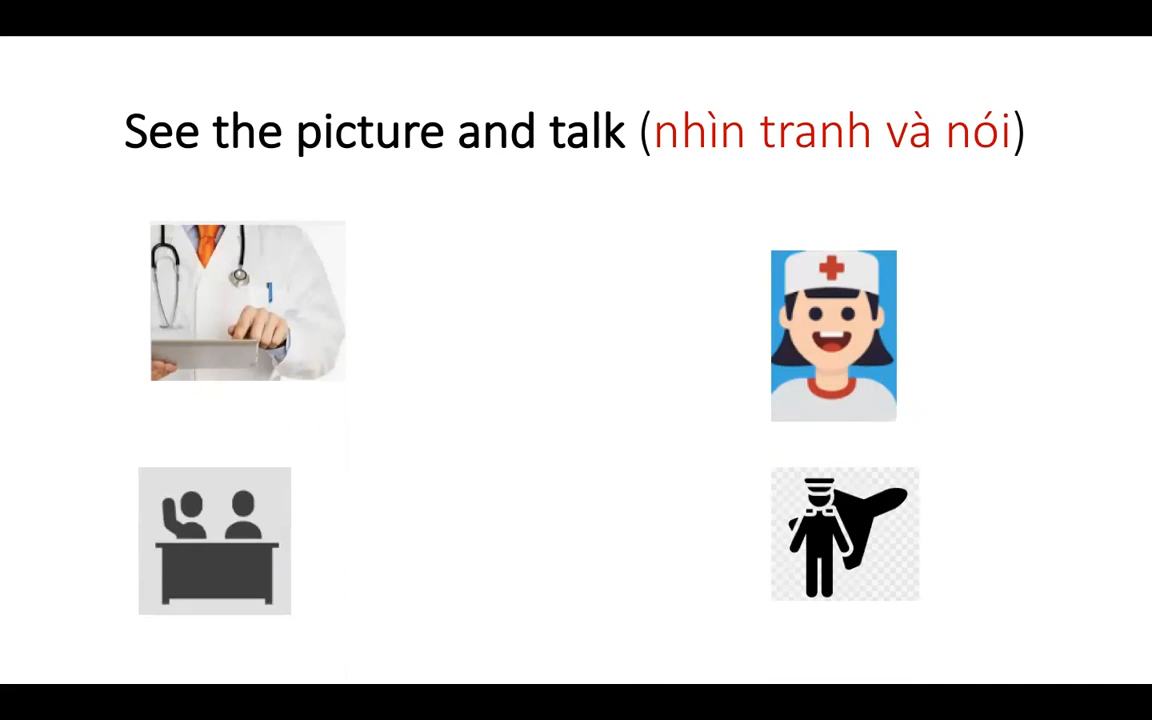 See the picture and talk (nhìn tranh và nói)